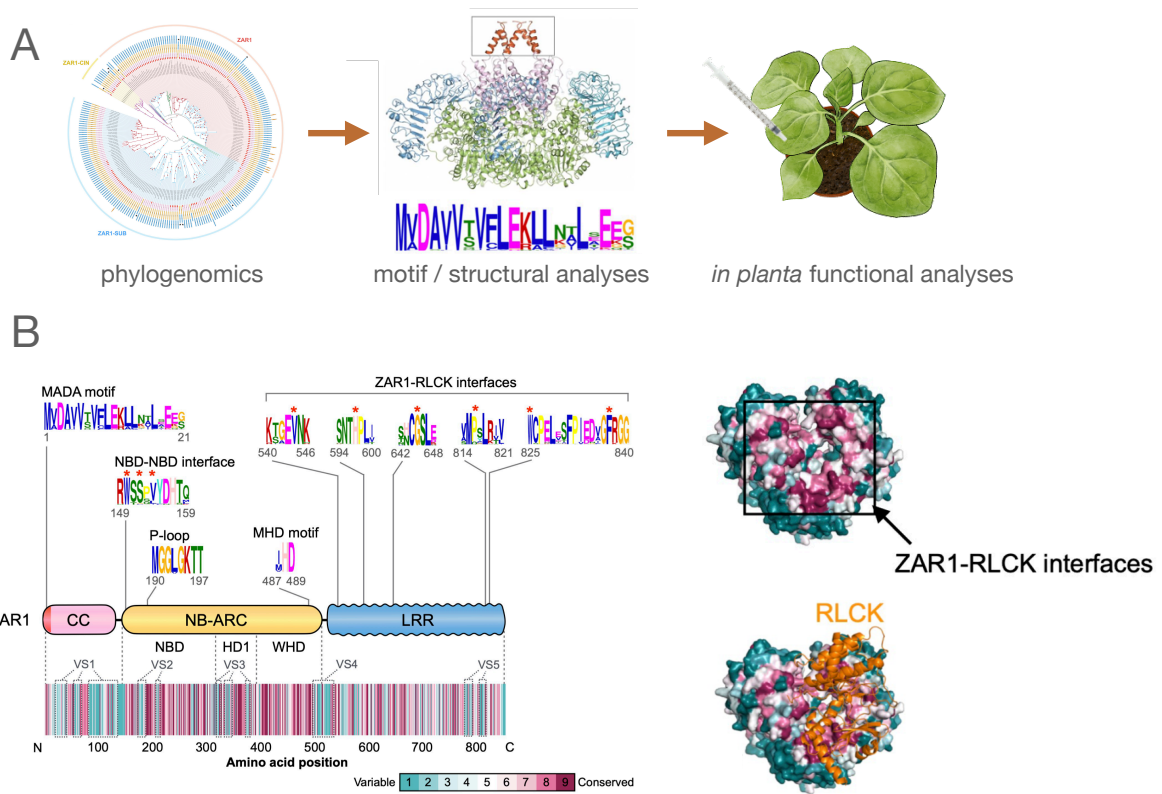 A
ZAR1
ZAR1-CIN
ZAR1-SUB
phylogenomics
motif / structural analyses
in planta functional analyses
B
MADA motif
1 21
NBD-NBD interface
149 159
P-loop
MGGLGKTT
190 197
MHD motif
487 489
ZAR1-RLCK interfaces
540 546
594 600
642 648
814 821
825 840
AR1
CC
NB-ARC
LRR
NBD
HD1
WHD
VS1
VS2
VS3
VS4
VS5
N 100 200 300 400 500 600 700 800 C
Amino acid position
Variable 1 2 3 4 5 6 7 8 9 Conserved
ZAR1-RLCK interfaces
RLCK